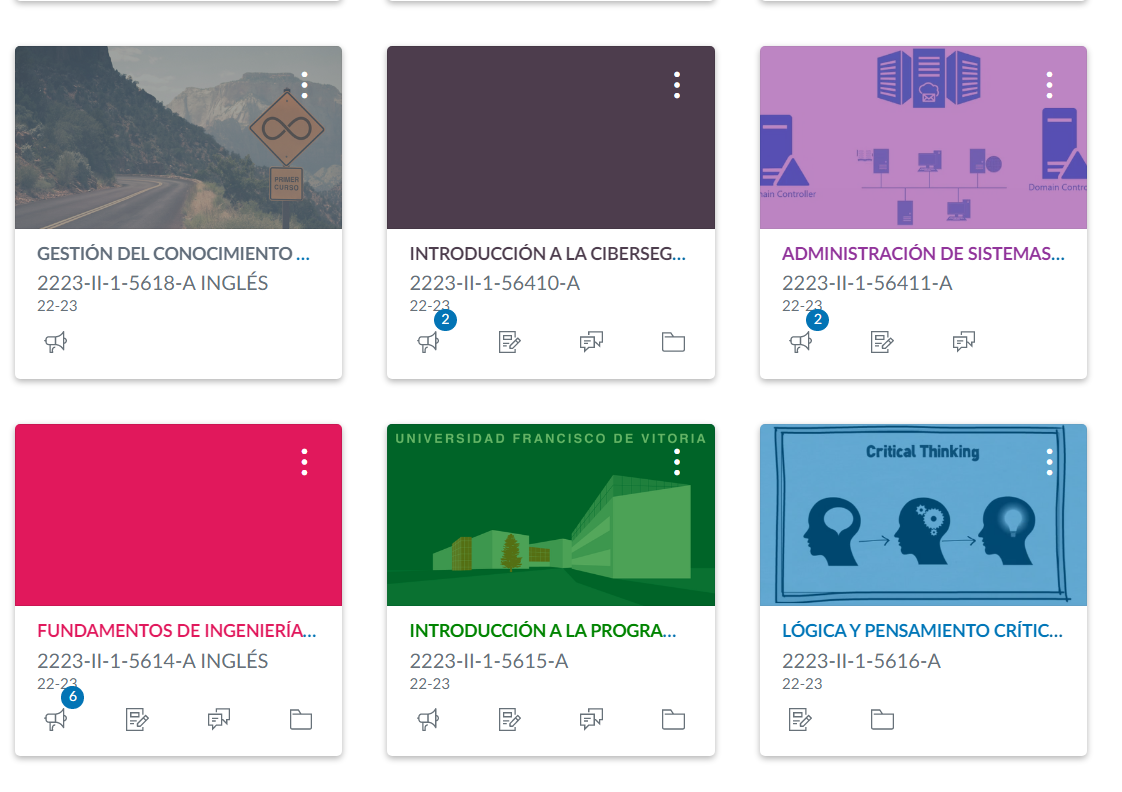 PRIMER
CURSO
GESTIÓN DEL CONOCIMIENTO ...
2223-II-1-5618-A INGLÉS
22-23
INTRODUCCIÓN A LA CIBERSEG...
2223-II-1-56410-A
22-23
2
main Controller
Domain Contro
ADMINISTRACIÓN DE SISTEMAS...
2223-II-1-56411-A
22-23
2
FUNDAMENTOS DE INGENIERÍA...
2223-II-1-5614-A INGLÉS
22-23
6
UNIVERSIDAD FRANCISCO DE VITORIA
INTRODUCCIÓN A LA PROGRA...
2223-II-1-5615-A
22-23
Critical Thinking
LÓGICA Y PENSAMIENTO CRÍTIC...
2223-II-1-5616-A
22-23